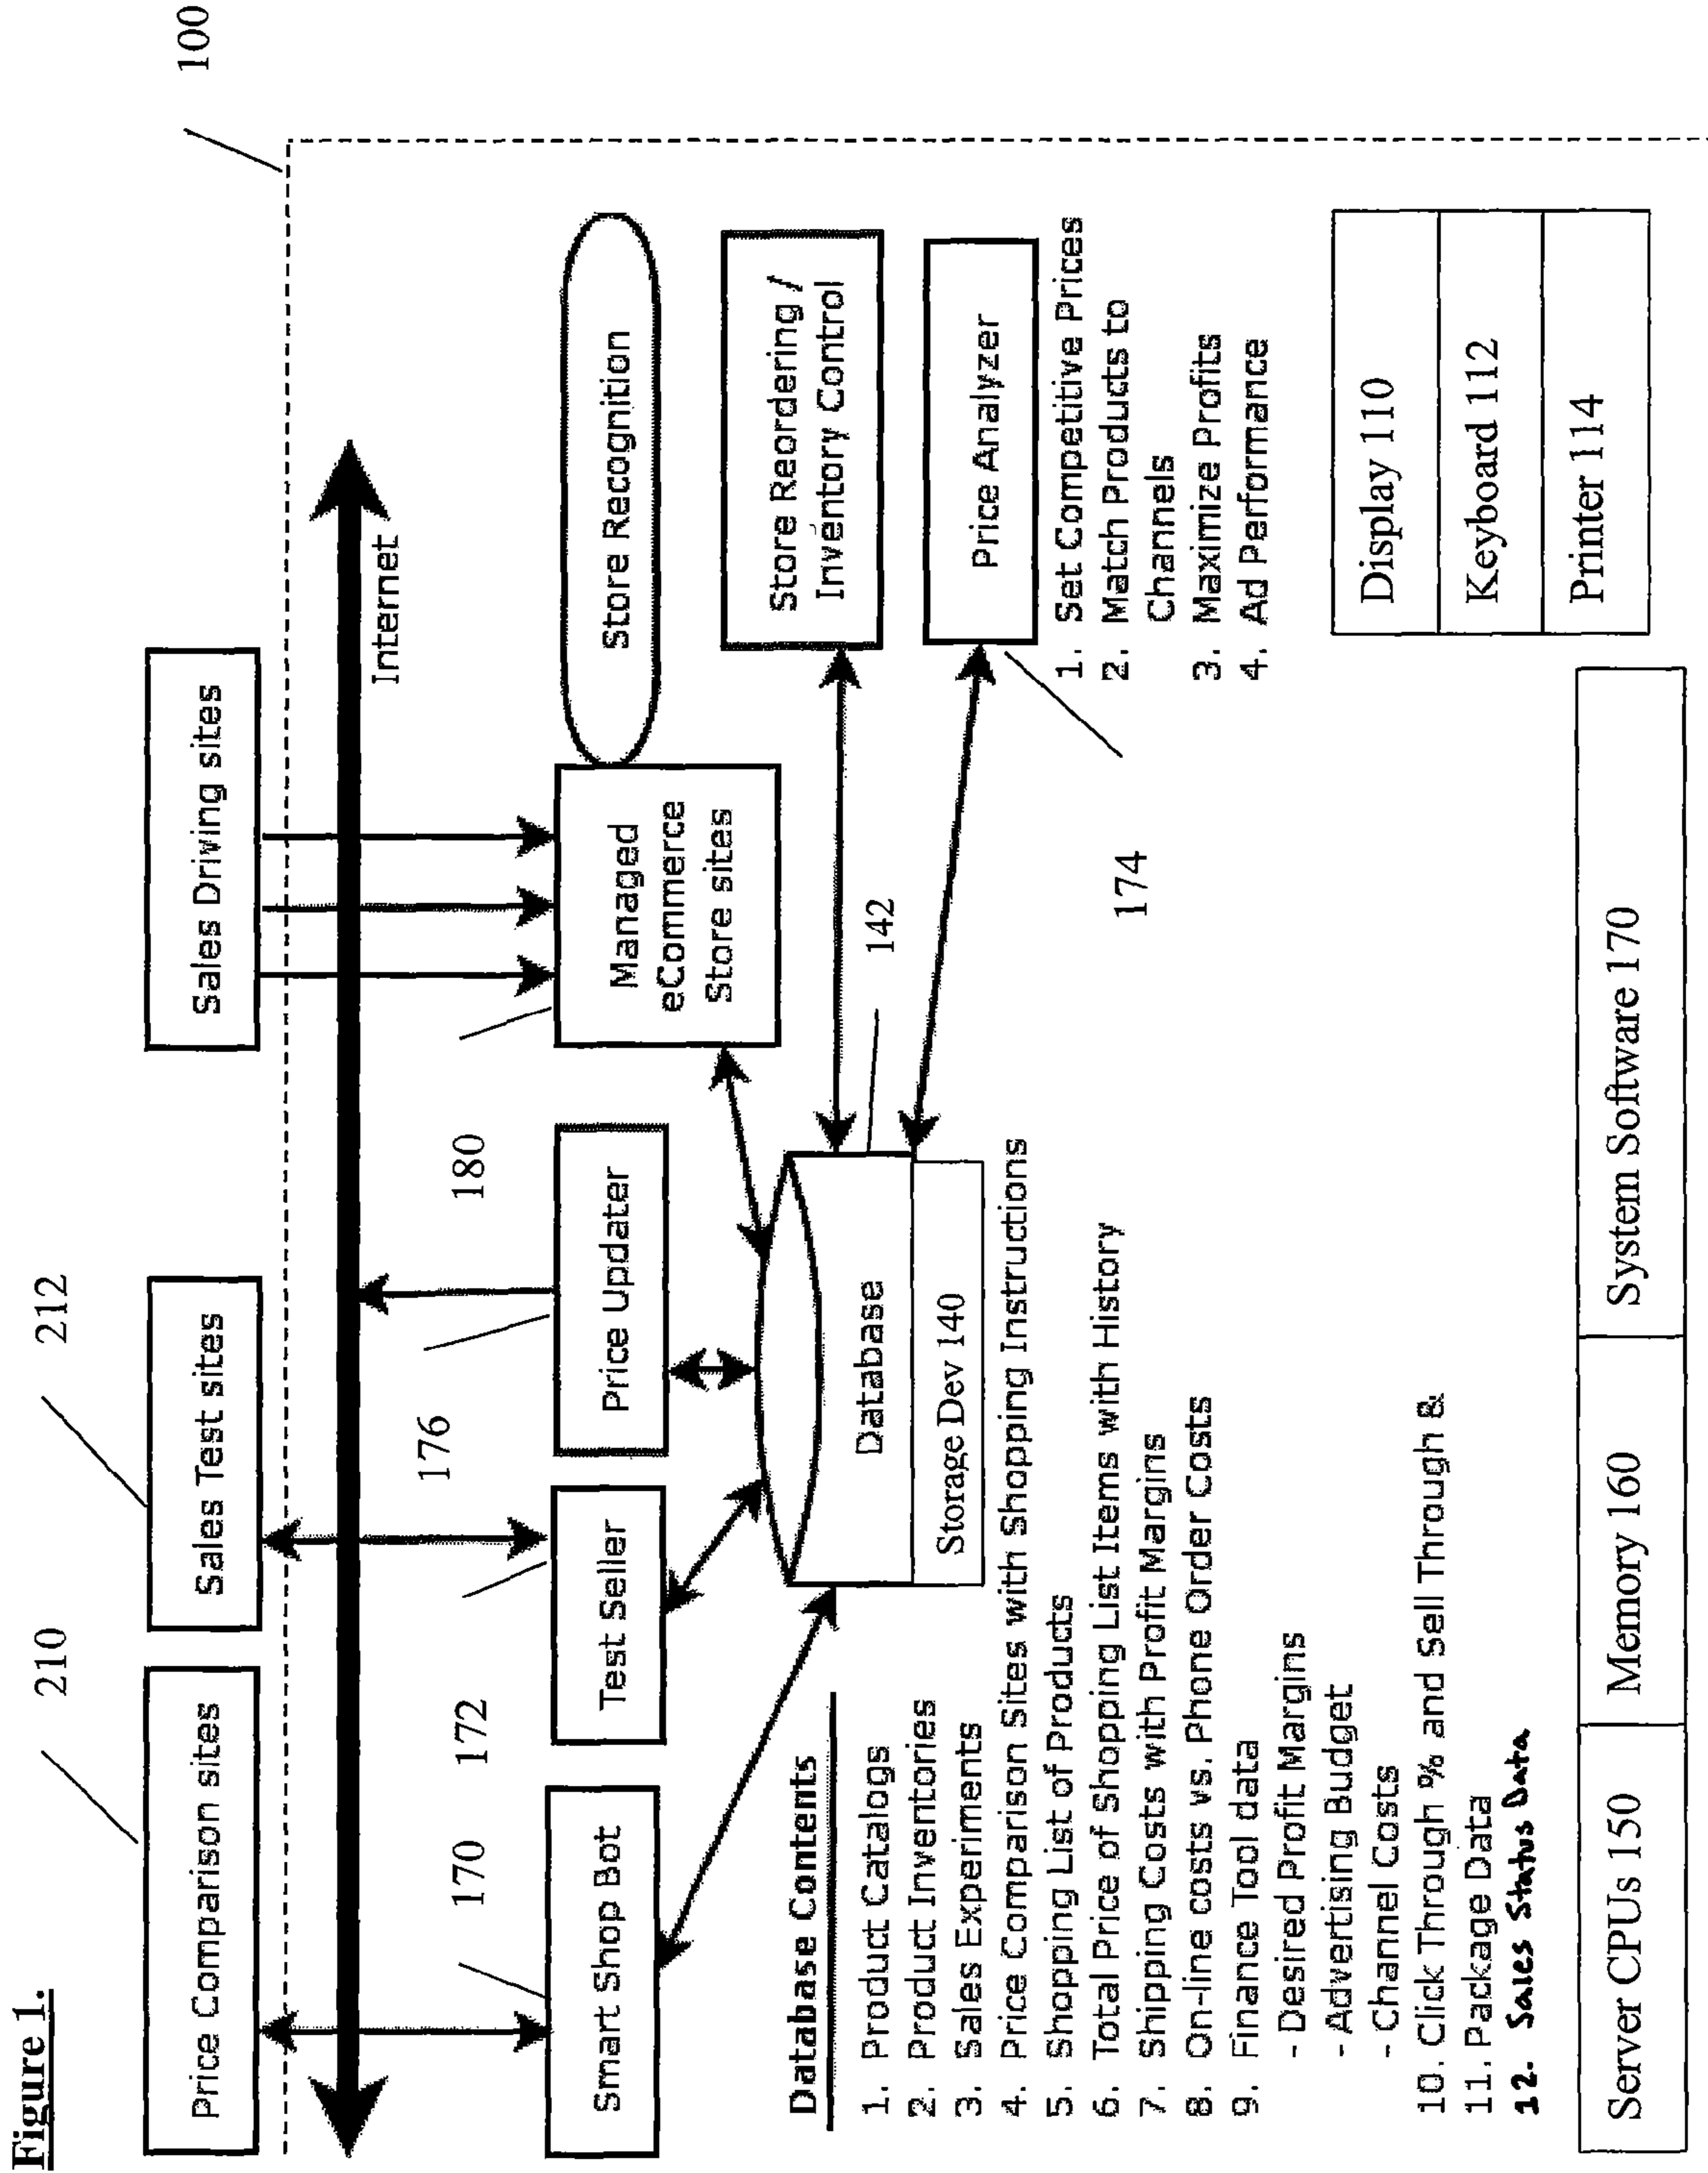 Figure 1.
100
210
212
Price Comparison sites
Sales Test sites
Sales Driving sites
Internet
170
172
176
180
Smart Shop Bot
Test Seller
Price Updater
Managed
eCommerce
Store sites
Store Recognition
Store Reordering /
Inventory Control
Database
Storage Dev 140
142
Price Analyzer
174
1. Set Competitive Prices
2. Match Products to
Channels
3. Maximize Profits
4. Ad Performance
Database Contents
1. Product Catalogs
2. Product Inventories
3. Sales Experiments
4. Price Comparison Sites with Shopping Instructions
5. Shopping List of Products
6. Total Price of Shopping List Items with History
7. Shipping Costs with Profit Margins
8. On-line costs vs. Phone Order Costs
9. Finance Tool data
- Desired Profit Margins
- Advertising Budget
- Channel Costs
10. Click Through % and Sell Through &
11. Package Data
12. Sales Status Data
Display 110
Keyboard 112
Printer 114
Server CPUs 150
Memory 160
System Software 170